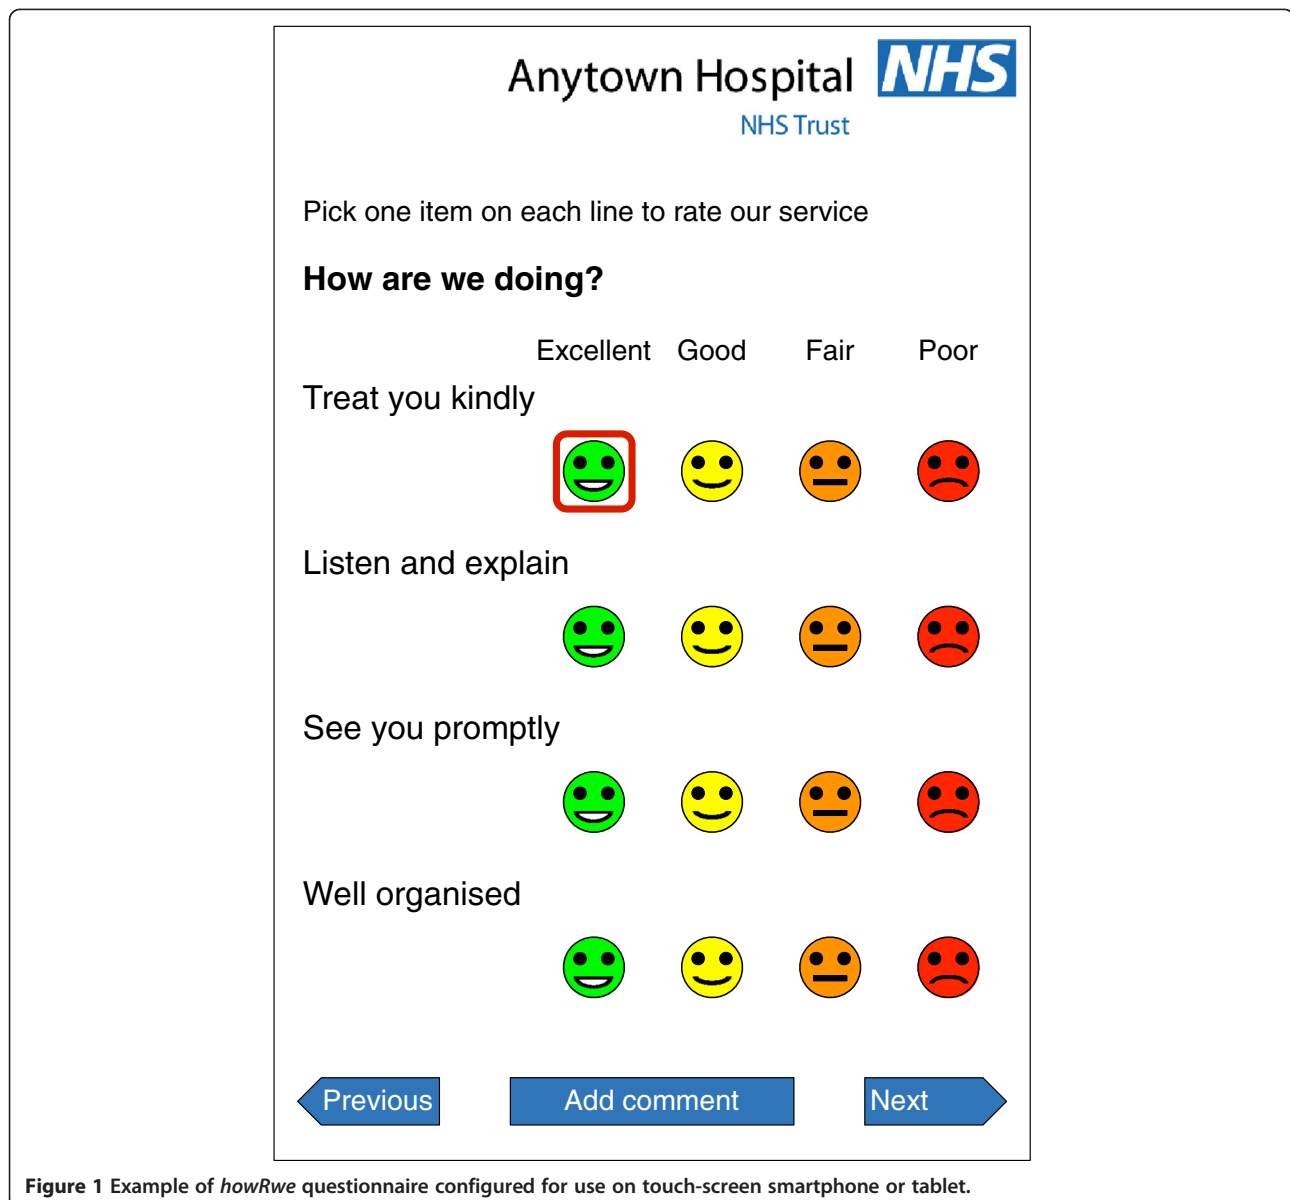 Anytown Hospital NHS
NHS Trust
Pick one item on each line to rate our service
How are we doing?
Excellent Good Fair Poor
Treat you kindly
Listen and explain
See you promptly
Well organised
Previous Add comment Next
Figure 1 Example of howRwe questionnaire configured for use on touch-screen smartphone or tablet.